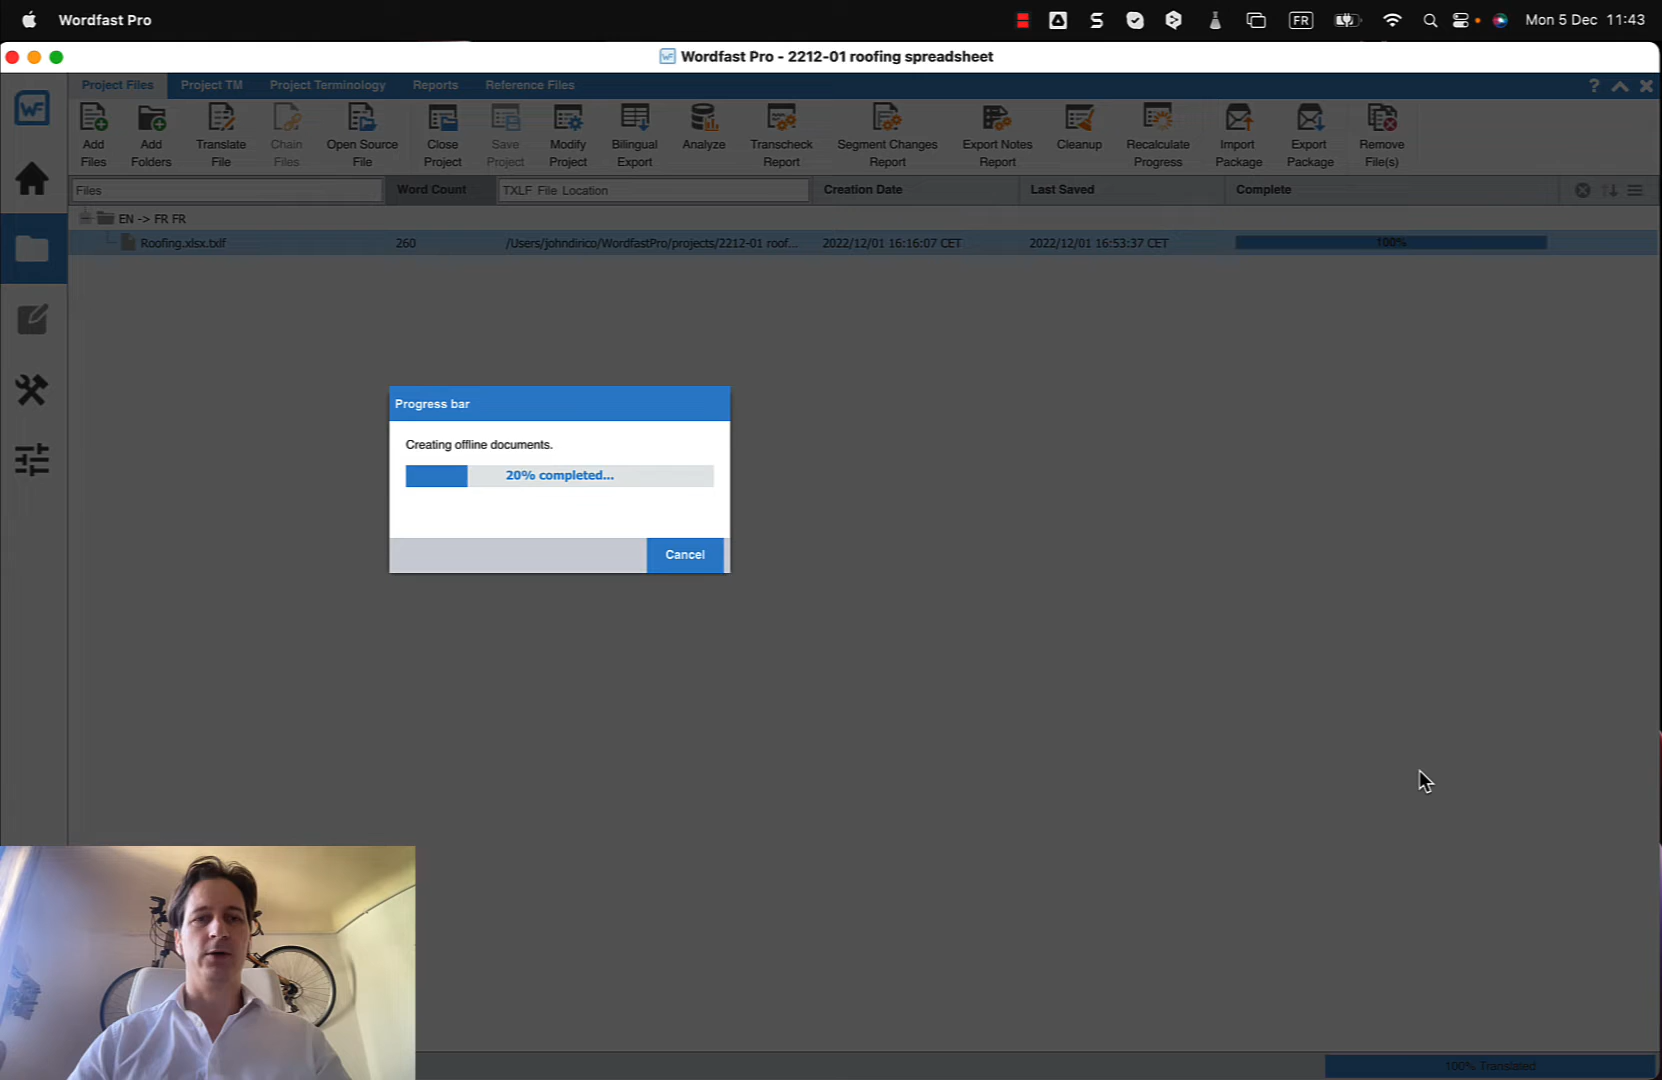 Wordfast Pro
FR
Mon 5 Dec 11:43
Wordfast Pro - 2212-01 roofing spreadsheet
WF
Project Files
Project TM
Project Terminology
Reports
Reference Files
?
Add Files
Add Folders
Translate File
Chain Files
Open Source File
Close Project
Save Project
Modify Project
Bilingual Export
Analyze
Transcheck Report
Segment Changes Report
Export Notes Report
Cleanup
Recalculate Progress
Import Package
Export Package
Remove File(s)
Files
Word Count
TXLF File Location
Creation Date
Last Saved
Complete
EN -> FR FR
Roofing.xlsx.txlf
260
/Users/johndirico/WordfastPro/projects/2212-01 roof...
2022/12/01 16:16:07 CET
2022/12/01 16:53:37 CET
100%
Progress bar
Creating offline documents.
20% completed...
Cancel
100% Translated